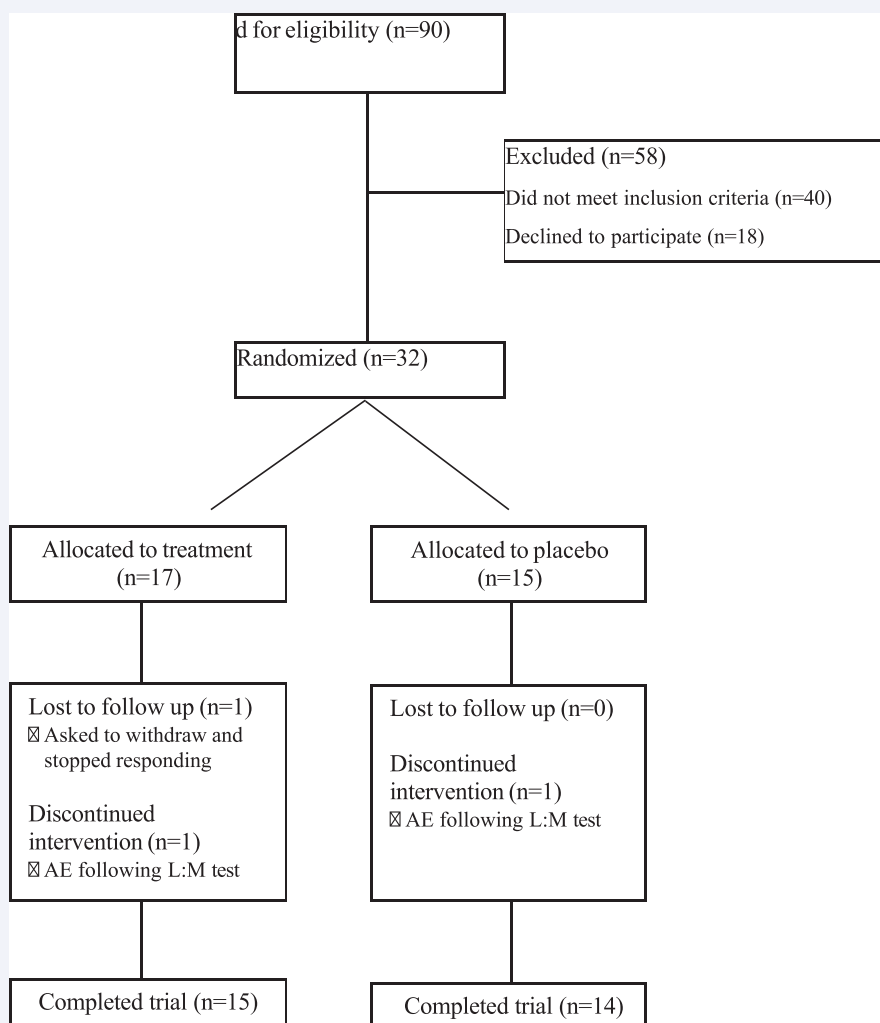 d for eligibility (n=90)
Excluded (n=58)
Did not meet inclusion criteria (n=40)
Declined to participate (n=18)
Randomized (n=32)
Allocated to treatment
(n=17)
Allocated to placebo
(n=15)
Lost to follow up (n=1)
Asked to withdraw and
stopped responding
Discontinued
intervention (n=1)
AE following L:M test
Lost to follow up (n=0)
Discontinued
intervention (n=1)
AE following L:M test
Completed trial (n=15)
Completed trial (n=14)